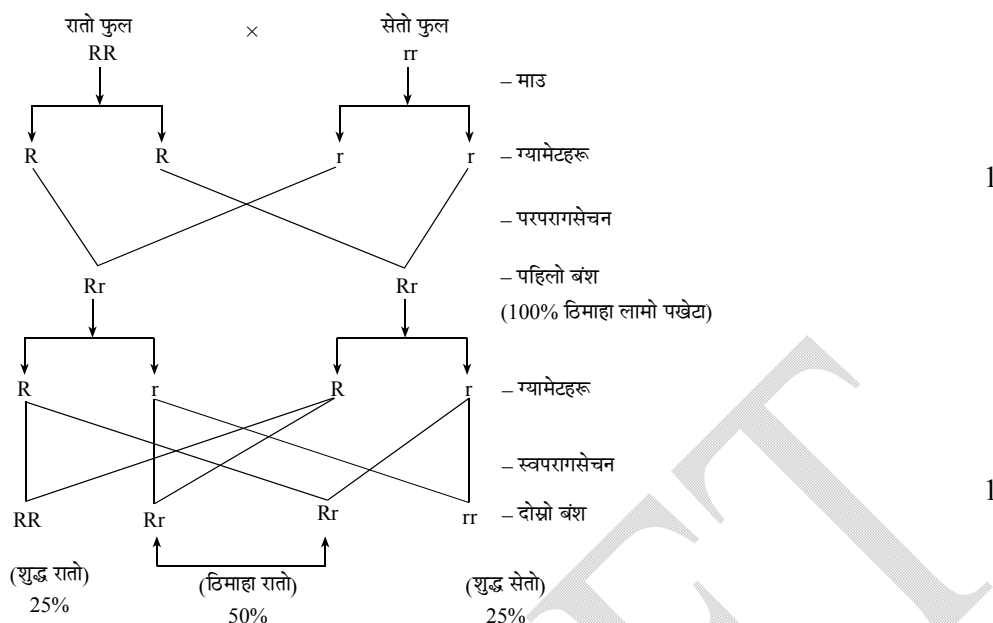 रातो फुल × सेतो फुल
RR rr
– माउ
R R r r – ग्यामेटहरू
1
– परपरागसेचन
Rr Rr – पहिलो बंश
(100% ठिमाहा लामो पखेटा)
R r R r – ग्यामेटहरू
– स्वपरागसेचन
1
RR Rr Rr rr – दोस्रो बंश
(शुद्ध रातो) (ठिमाहा रातो) (शुद्ध सेतो)
25% 50% 25%